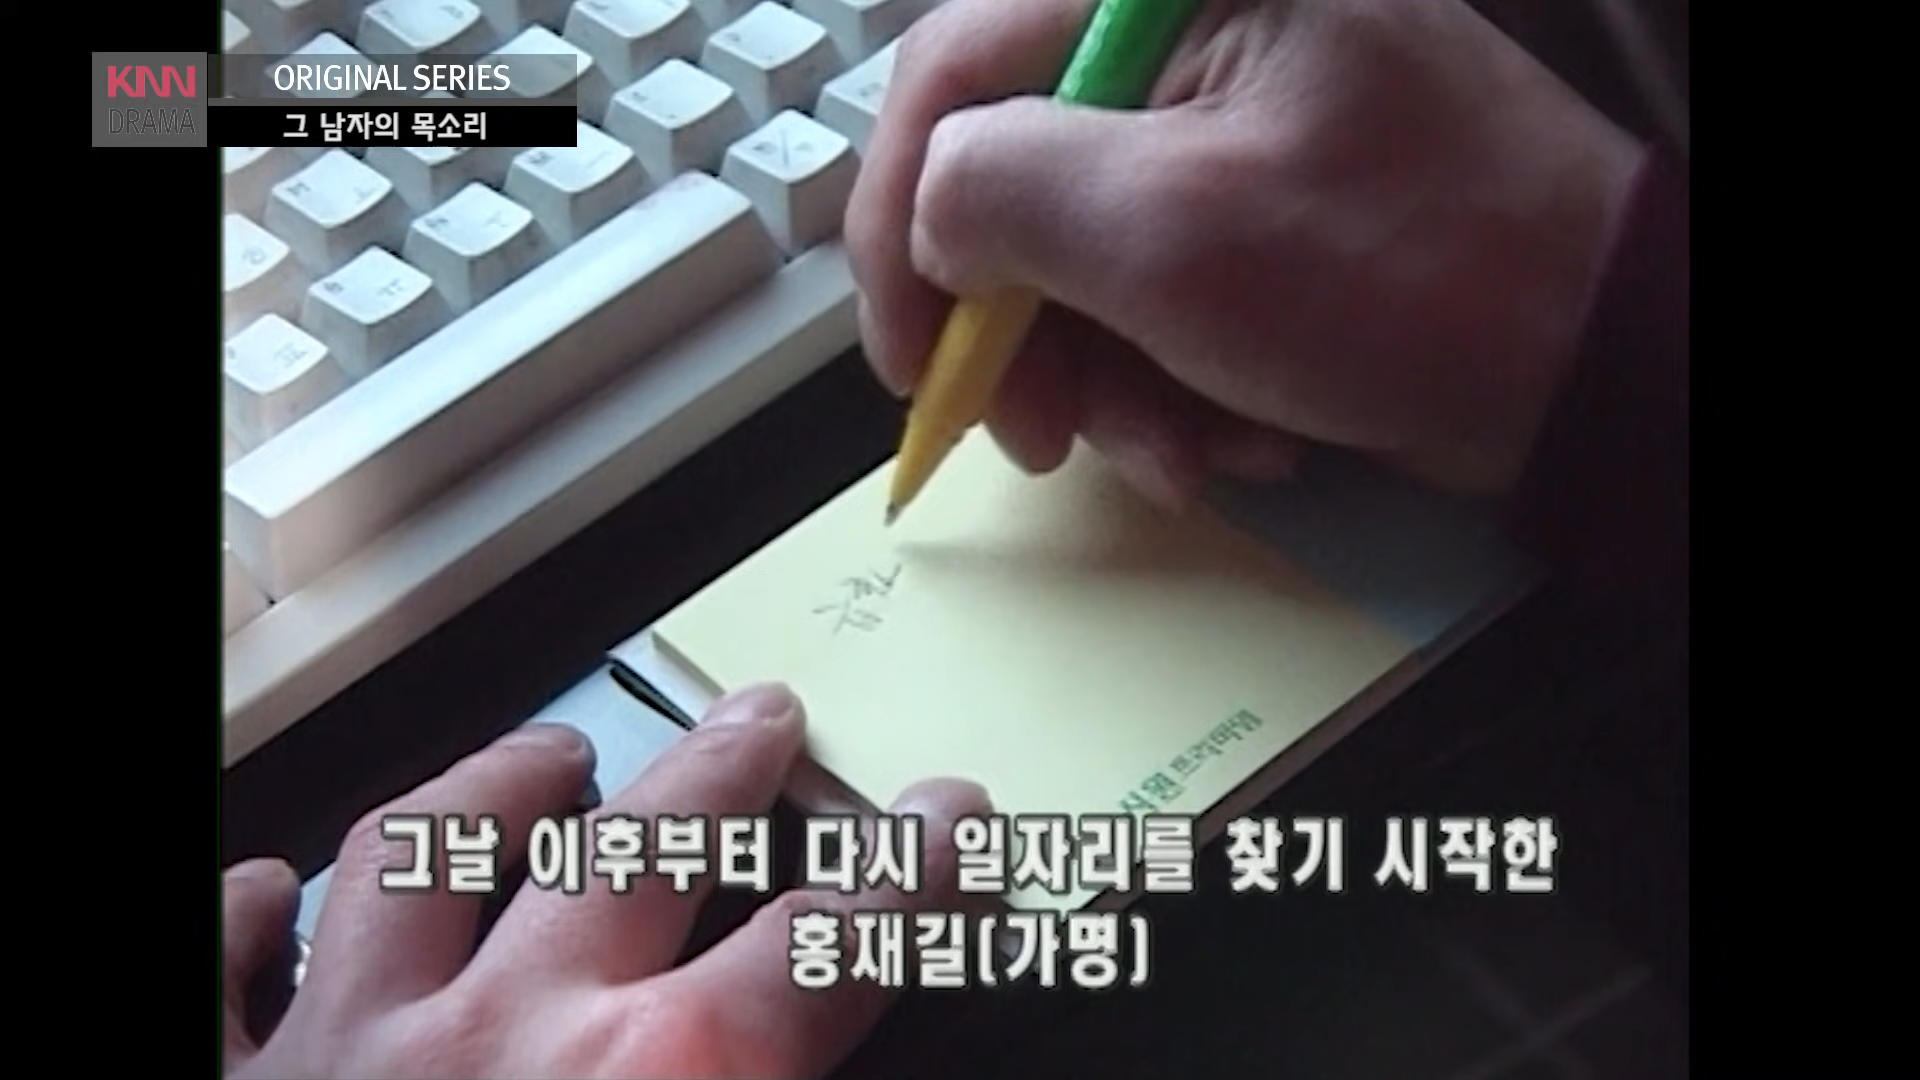 KNN
DRAMA
ORIGINAL SERIES
그 남자의 목소리
그날 이후부터 다시 일자리를 찾기 시작한
홍재길(가명)